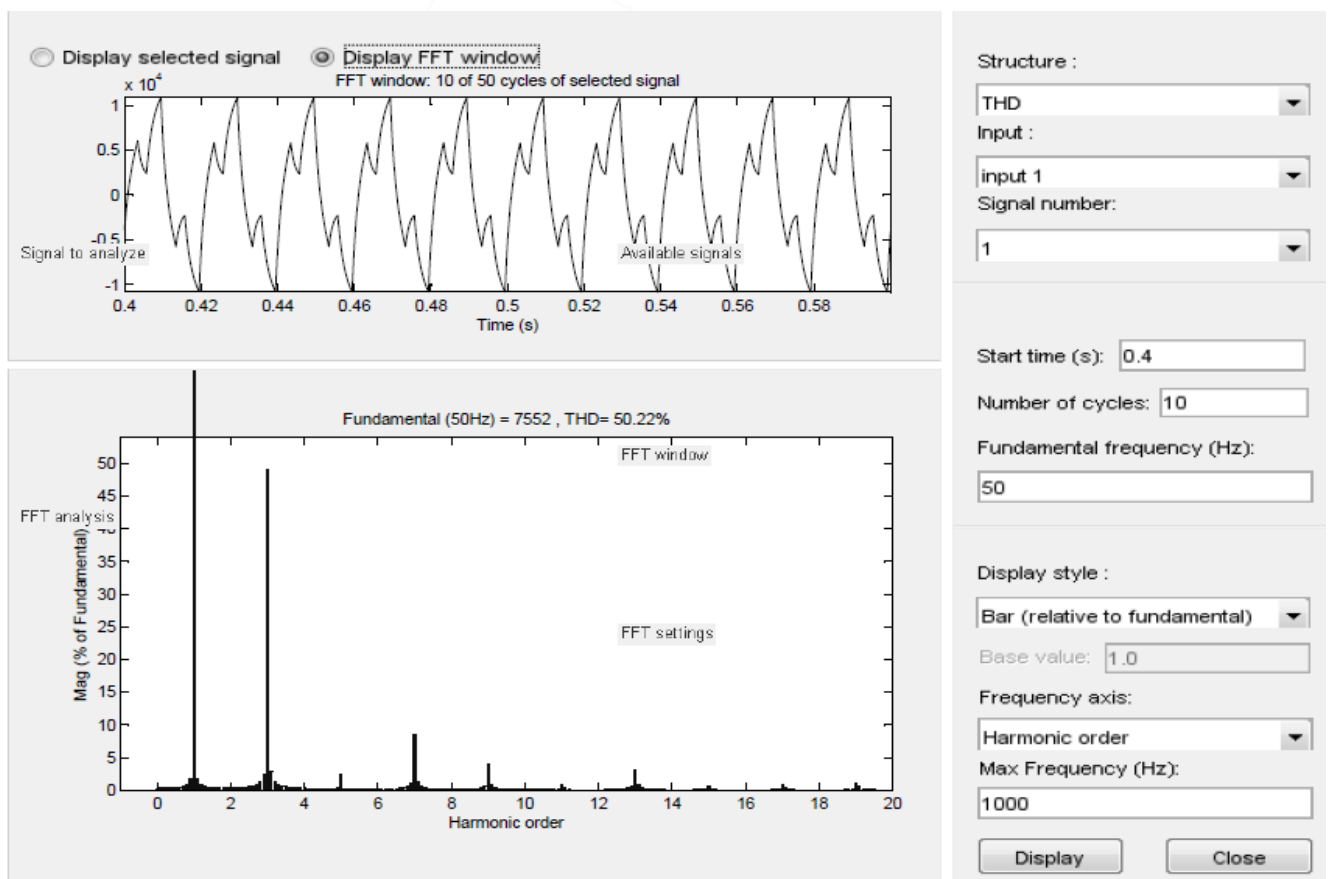 Display selected signal Display FFT window
x 10^4 FFT window: 10 of 50 cycles of selected signal
1
0.5
0
-0.5
-1
Signal to analyze
Available signals
0.4 0.42 0.44 0.46 0.48 0.5 0.52 0.54 0.56 0.58
Time (s)
Fundamental (50Hz) = 7552 , THD= 50.22%
FFT window
50
45
FFT analysis
40
35
30
25
FFT settings
20
15
10
5
0
Mag (% of Fundamental)
0 2 4 6 8 10 12 14 16 18 20
Harmonic order
Structure :
THD
Input :
input 1
Signal number:
1
Start time (s): 0.4
Number of cycles: 10
Fundamental frequency (Hz):
50
Display style :
Bar (relative to fundamental)
Base value: 1.0
Frequency axis:
Harmonic order
Max Frequency (Hz):
1000
Display Close